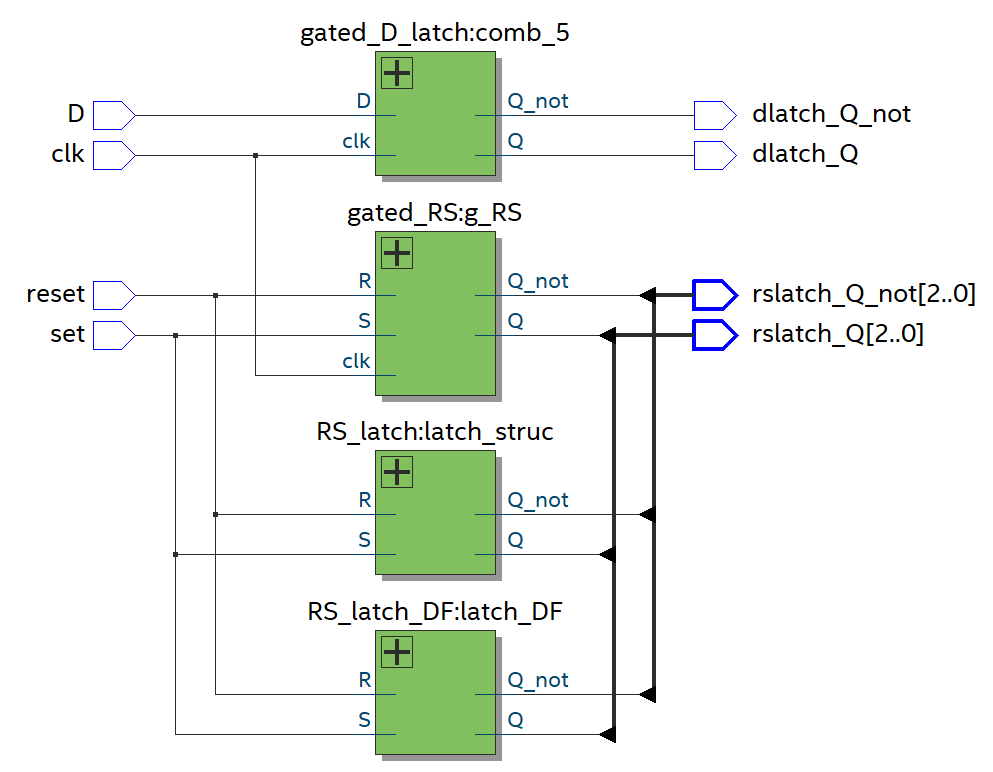 gated_D_latch:comb_5
D
D
Q_not
dlatch_Q_not
clk
clk
Q
dlatch_Q
gated_RS:g_RS
reset
R
Q_not
rslatch_Q_not[2..0]
set
S
Q
rslatch_Q[2..0]
clk
RS_latch:latch_struc
R
Q_not
S
Q
RS_latch_DF:latch_DF
R
Q_not
S
Q